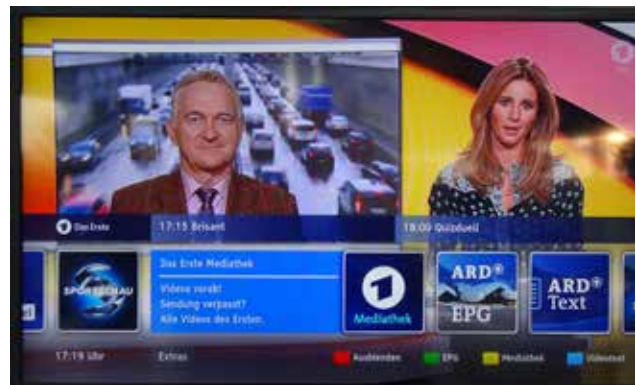 Das Erste
17:15 Brisant
18:00 Quizduell
SPORTSCHAU
Das Erste Mediathek
Videos vorab!
Sendung verpasst?
Alle Videos des Ersten.
Mediathek
ARD
EPG
ARD
Text
17:19 Uhr
Extras
Ausblenden
EPG
Mediathek
Videotext